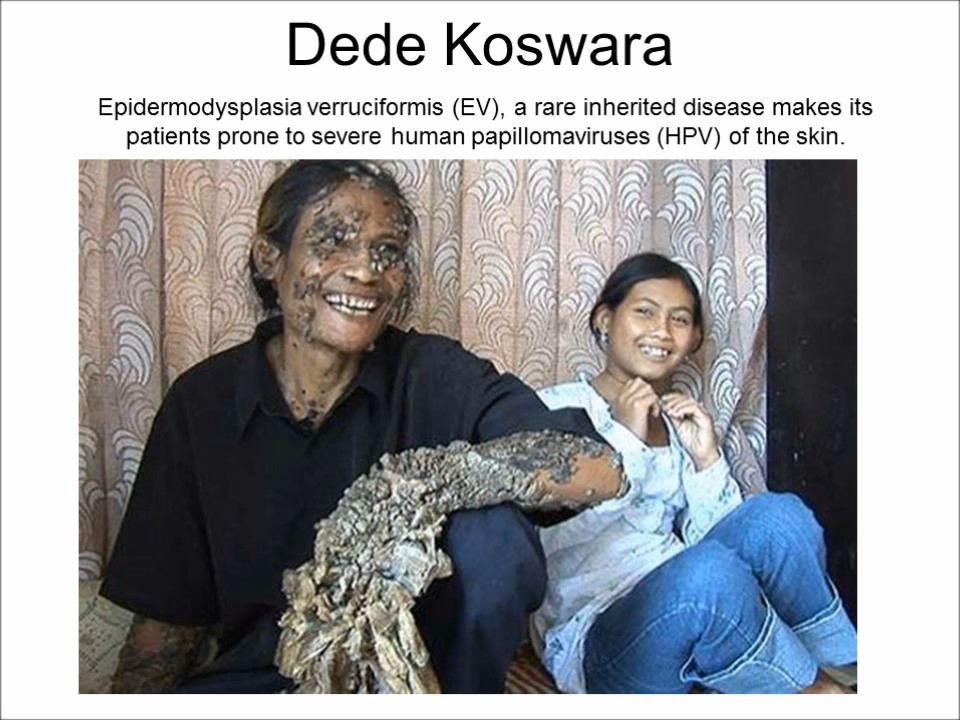 Dede Koswara
Epidermodysplasia verruciformis (EV), a rare inherited disease makes its
patients prone to severe human papillomaviruses (HPV) of the skin.